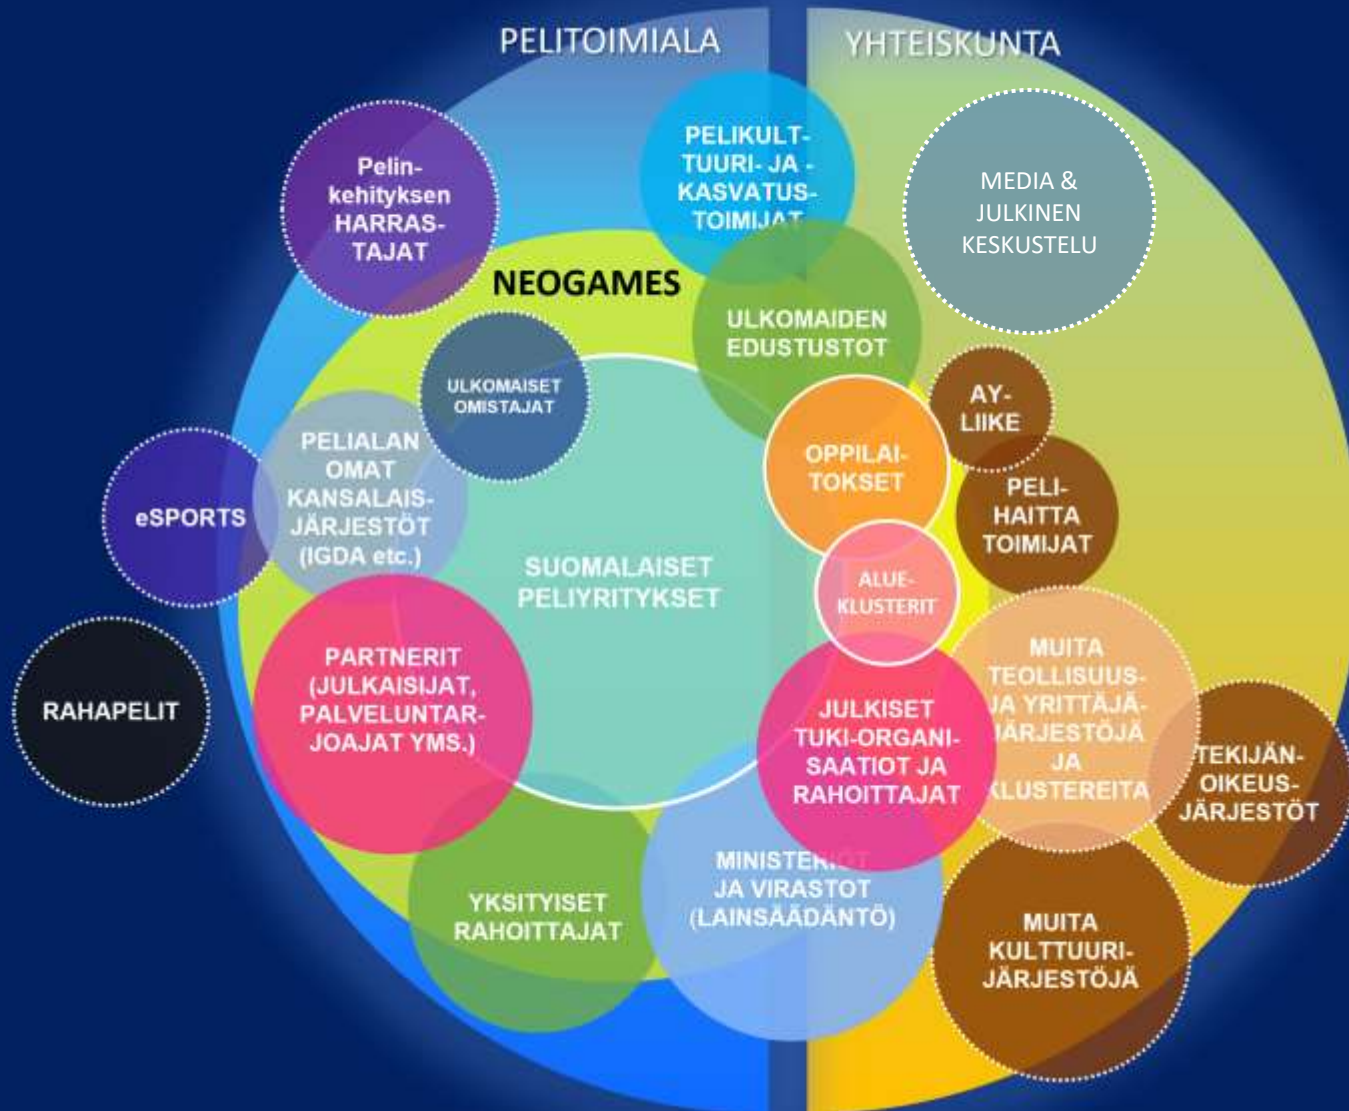 PELITOIMIALA
YHTEISKUNTA
Pelin-
kehityksen
HARRAS-
TAJAT
PELIKULT-
TUURI- JA -
KASVATUS-
TOIMIJAT
MEDIA &
JULKINEN
KESKUSTELU
NEOGAMES
ULKOMAIDEN
EDUSTUSTOT
ULKOMAISET
OMISTAJAT
AY-
LIIKE
PELIALAN
OMAT
KANSALAIS-
JÄRJESTÖT
(IGDA etc.)
OPPILAI-
TOKSET
eSPORTS
PELI-
HAITTA
TOIMIJAT
SUOMALAISET
PELIYRITYKSET
ALUE-
KLUSTERIT
RAHAPELIT
PARTNERIT
(JULKAISIJAT,
PALVELUNTAR-
JOAJAT YMS.)
JULKISET
TUKI-ORGANI-
SAATIOT JA
RAHOITTAJAT
MUITA
TEOLLISUUS-
JA YRITTÄJÄ-
JÄRJESTÖJÄ
JA
KLUSTEREITA
TEKIJÄN-
OIKEUS-
JÄRJESTÖT
YKSITYISET
RAHOITTAJAT
MINISTERIÖT
JA VIRASTOT
(LAINSÄÄDÄNTÖ)
MUITA
KULTTUURI-
JÄRJESTÖJÄ